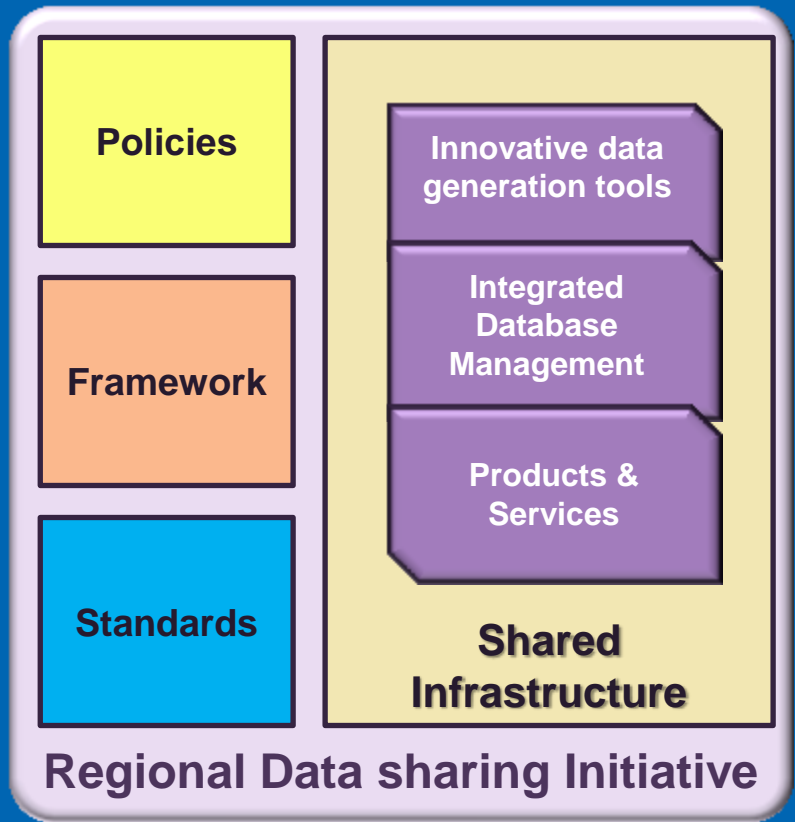 Policies
Framework
Standards
Innovative data
generation tools
Integrated
Database
Management
Products &
Services
Shared
Infrastructure
Regional Data sharing Initiative